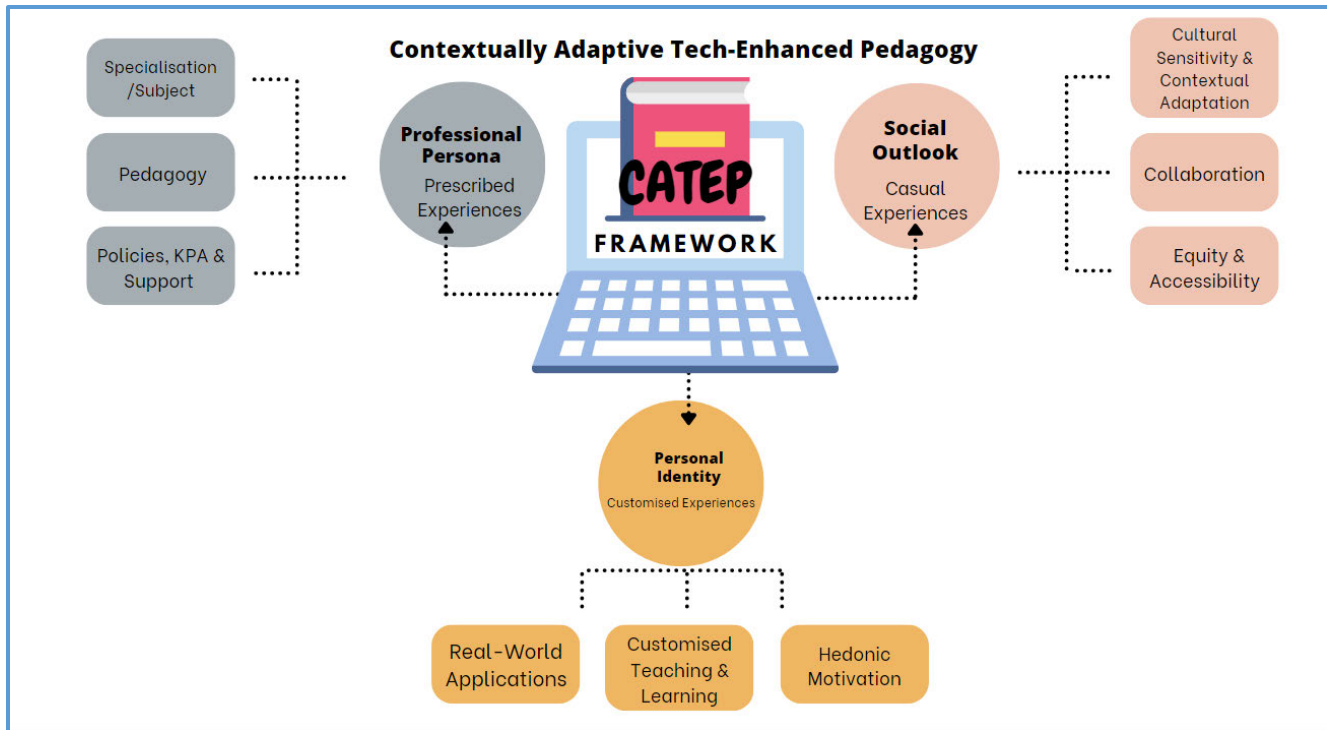 Contextually Adaptive Tech-Enhanced Pedagogy
Specialisation
/Subject
Pedagogy
Policies, KPA &
Support
Professional
Persona
Prescribed
Experiences
CATEP
FRAMEWORK
Social
Outlook
Casual
Experiences
Cultural
Sensitivity &
Contextual
Adaptation
Collaboration
Equity &
Accessibility
Personal
Identity
Customised Experiences
Real-World
Applications
Customised
Teaching &
Learning
Hedonic
Motivation